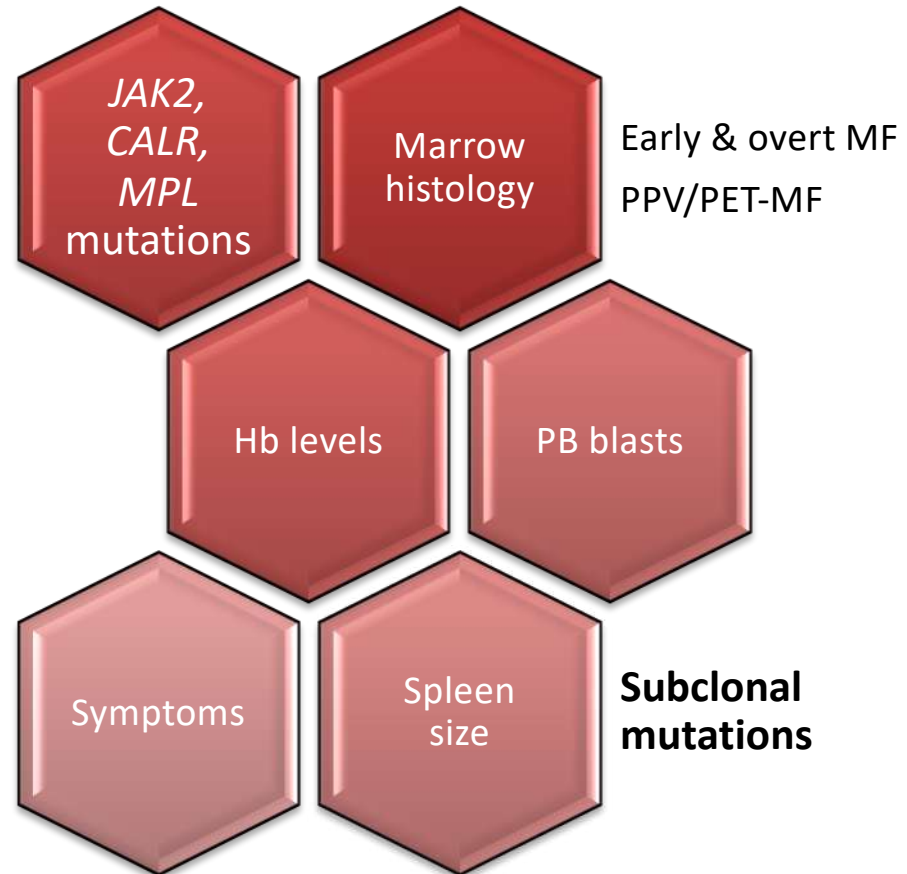 JAK2,
CALR,
MPL
mutations
Marrow
histology
Early & overt MF
PPV/PET-MF
Hb levels
PB blasts
Symptoms
Spleen
size
Subclonal
mutations